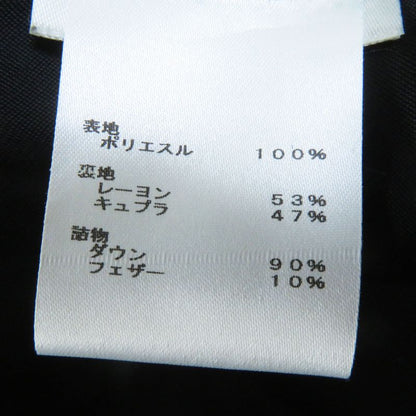 表地
ポリエスル 100%
裏地
レーヨン 53%
キュプラ 47%
詰物
ダウン 90%
フェザー 10%